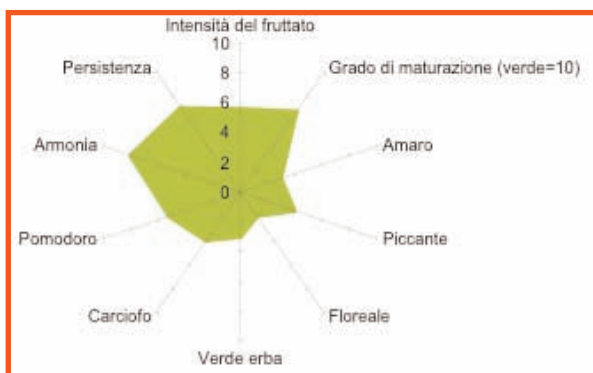 Intensità del fruttato
10
8
6
4
2
0
Persistenza
Grado di maturazione (verde=10)
Armonia
Amaro
Pomodoro
Piccante
Carciofo
Floreale
Verde erba